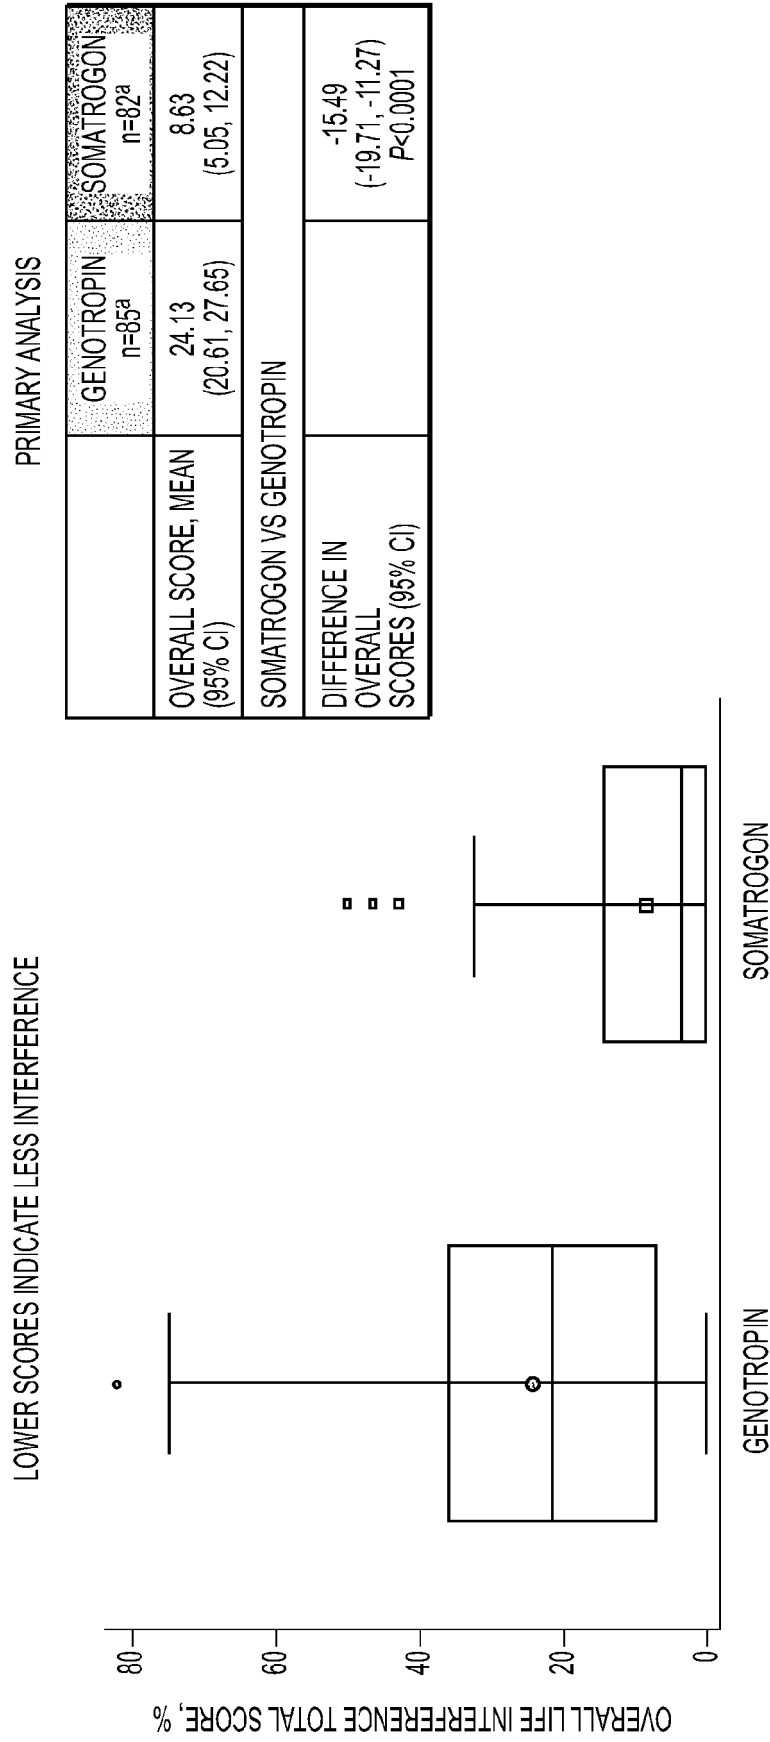 LOWER SCORES INDICATE LESS INTERFERENCE
OVERALL LIFE INTERFERENCE TOTAL SCORE, %
80
60
40
20
0
GENOTROPIN
SOMATROGON
PRIMARY ANALYSIS
GENOTROPIN
n=85ª
SOMATROGON
n=82ª
OVERALL SCORE, MEAN
(95% CI)
24.13
(20.61, 27.65)
8.63
(5.05, 12.22)
SOMATROGON VS GENOTROPIN
DIFFERENCE IN
OVERALL
SCORES (95% CI)
-15.49
(-19.71, -11.27)
P<0.0001